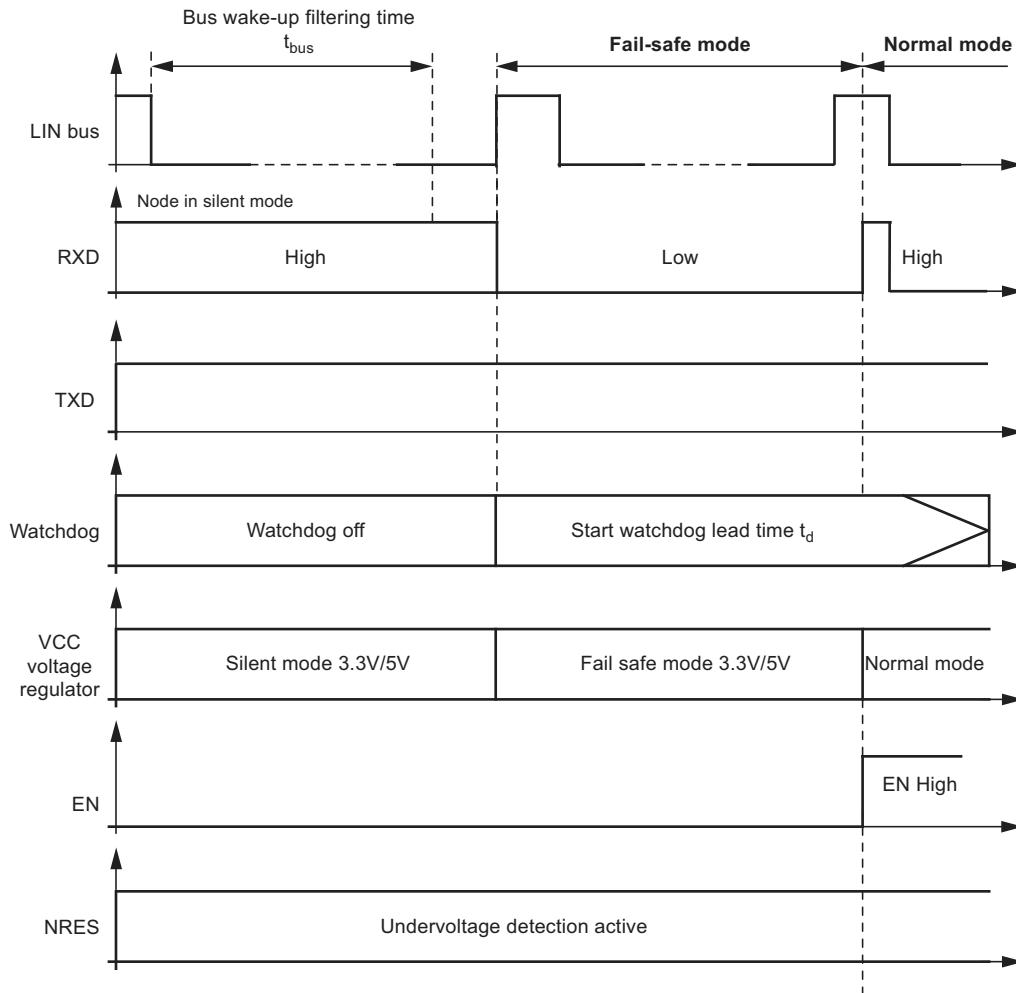 Bus wake-up filtering time
tbus
Fail-safe mode
Normal mode
LIN bus
Node in silent mode
RXD
High
Low
High
TXD
Watchdog
Watchdog off
Start watchdog lead time td
VCC
voltage
regulator
Silent mode 3.3V/5V
Fail safe mode 3.3V/5V
Normal mode
EN
EN High
NRES
Undervoltage detection active